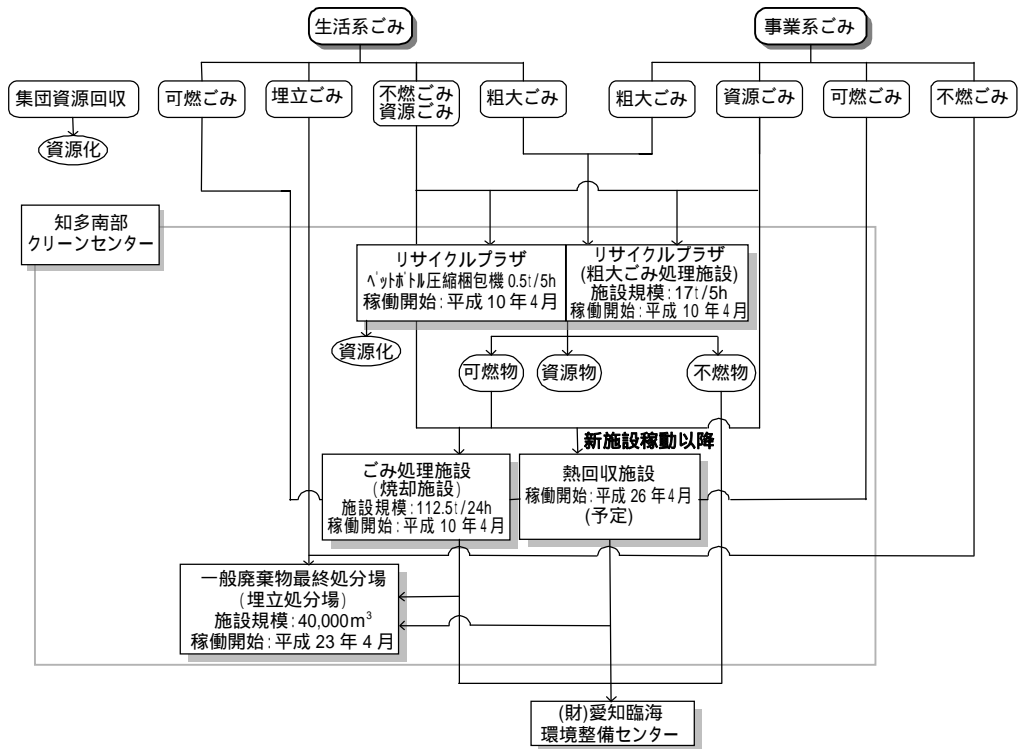 生活系ごみ
事業系ごみ
集団資源回収
可燃ごみ
埋立ごみ
不燃ごみ
資源ごみ
粗大ごみ
粗大ごみ
資源ごみ
可燃ごみ
不燃ごみ
資源化
知多南部
クリーンセンター
リサイクルプラザ
ペットボトル圧縮梱包機 0.5t/5h
稼働開始:平成 10 年 4 月
リサイクルプラザ
(粗大ごみ処理施設)
施設規模:17t/5h
稼働開始:平成 10 年 4 月
資源化
可燃物
資源物
不燃物
新施設稼動以降
ごみ処理施設
(焼却施設)
施設規模:112.5t/24h
稼働開始:平成 10 年 4 月
熱回収施設
稼働開始:平成 26 年 4 月
(予定)
一般廃棄物最終処分場
(埋立処分場)
施設規模:40,000m³
稼働開始:平成 23 年 4 月
(財)愛知臨海
環境整備センター